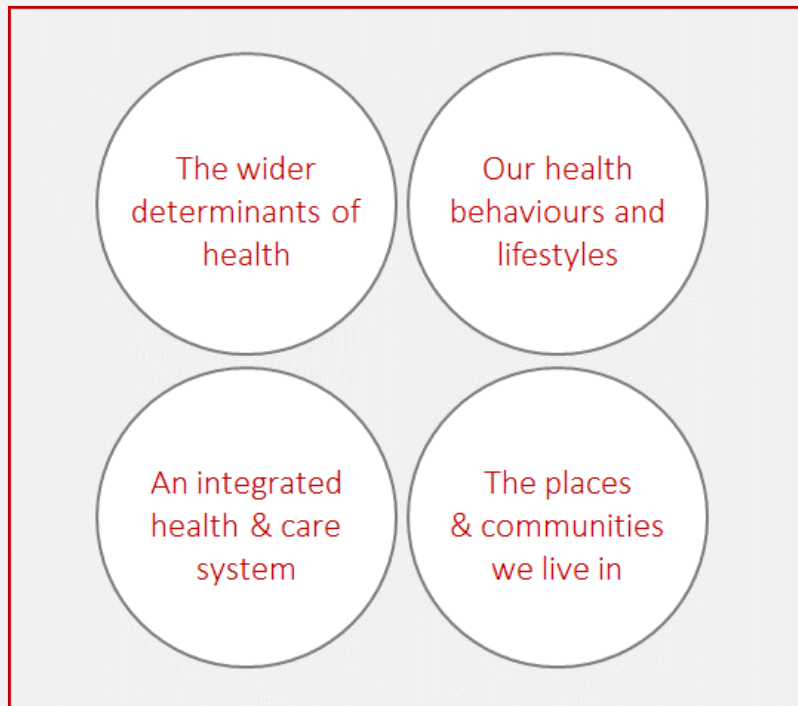 The wider
determinants of
health
Our health
behaviours and
lifestyles
An integrated
health & care
system
The places
& communities
we live in